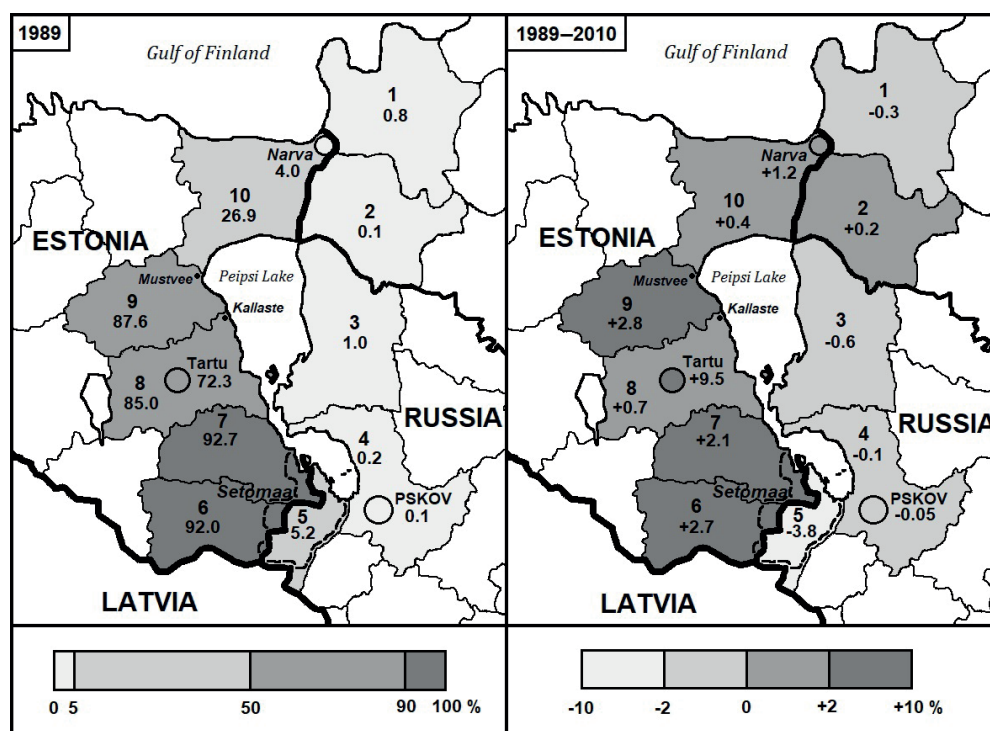 1989
Gulf of Finland
1
0.8
Narva
4.0
10
26.9
2
0.1
ESTONIA
Mustvee
Peipsi Lake
Kallaste
9
87.6
3
1.0
Tartu
72.3
8
85.0
RUSSIA
7
92.7
4
0.2
Setomaa
PSKOV
0.1
6
92.0
5
5.2
LATVIA
0 5 50 90 100 %
1989–2010
Gulf of Finland
1
-0.3
Narva
+1.2
10
+0.4
2
+0.2
ESTONIA
Mustvee
Peipsi Lake
Kallaste
9
+2.8
3
-0.6
Tartu
+9.5
8
+0.7
RUSSIA
7
+2.1
4
-0.1
Setomaa
PSKOV
-0.05
6
+2.7
5
-3.8
LATVIA
-10 -2 0 +2 +10 %